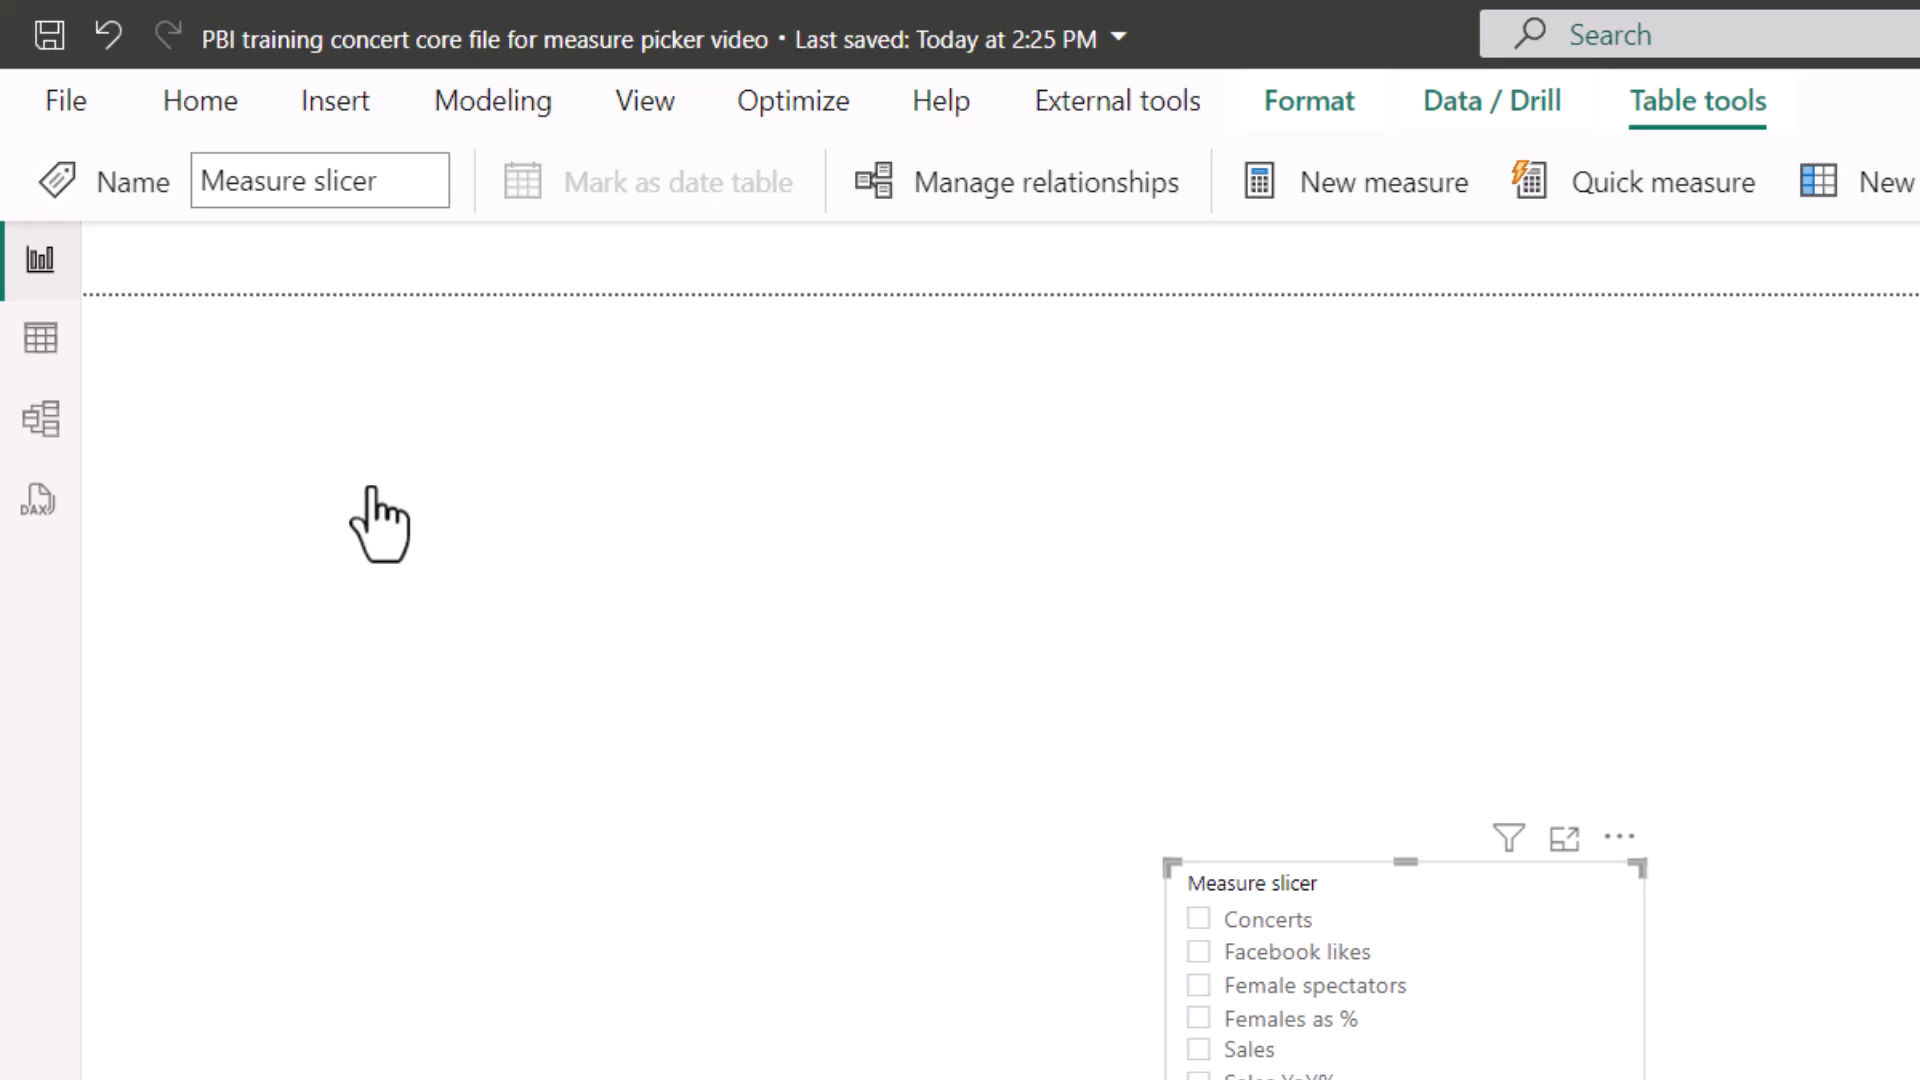 PBI training concert core file for measure picker video • Last saved: Today at 2:25 PM
Search
File Home Insert Modeling View Optimize Help External tools Format Data / Drill Table tools
Name Measure slicer Mark as date table Manage relationships New measure Quick measure New
DAX
Measure slicer
Concerts
Facebook likes
Female spectators
Females as %
Sales
Sales YoY%